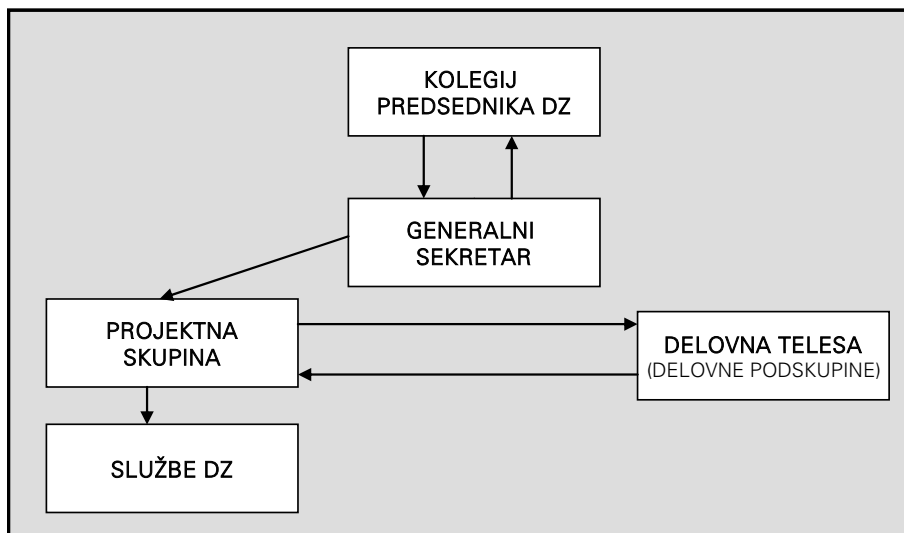 KOLEGIJ
PREDSEDNIKA DZ
GENERALNI
SEKRETAR
PROJEKTNA
SKUPINA
DELOVNA TELESA
(DELOVNE PODSKUPINE)
SLUŽBE DZ